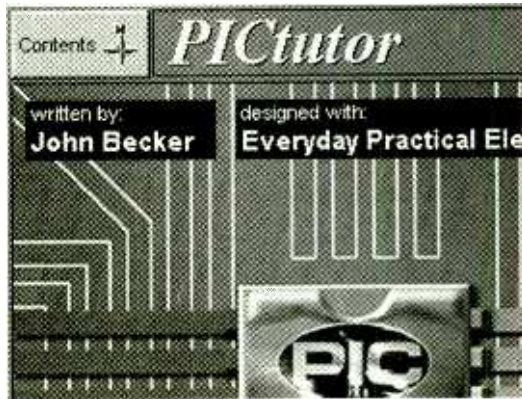 Contents
PICtutor
written by:
John Becker
designed with:
Everyday Practical Ele
PIC